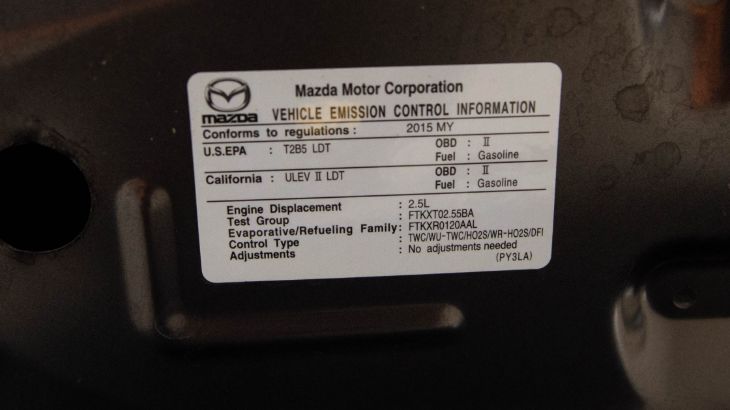 Mazda Motor Corporation
mazda
VEHICLE EMISSION CONTROL INFORMATION
Conforms to regulations : 2015 MY
U.S.EPA : T2B5 LDT OBD : II
Fuel : Gasoline
California : ULEV II LDT OBD : II
Fuel : Gasoline
Engine Displacement : 2.5L
Test Group : FTKXT02.55BA
Evaporative/Refueling Family: FTKXR0120AAL
Control Type : TWC/WU-TWC/HO2S/WR-HO2S/DFI
Adjustments : No adjustments needed
(PY3LA)